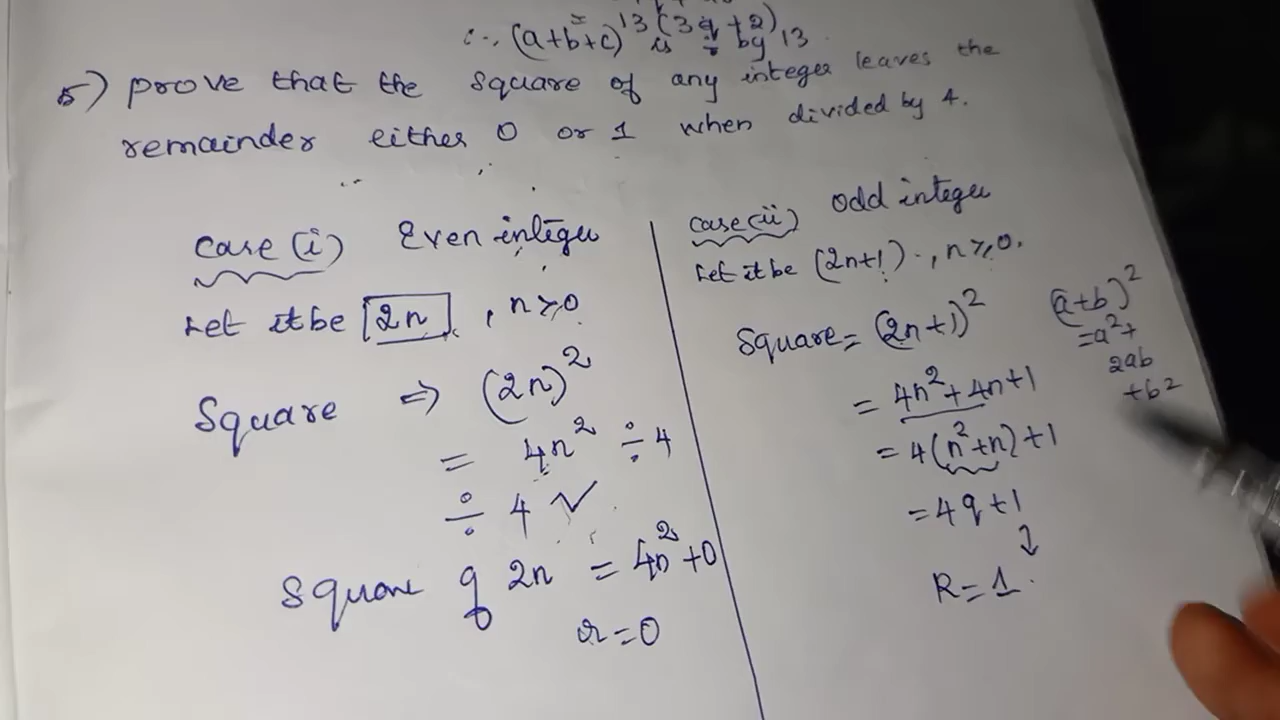 ∴ (a+b+c) is ÷ by 13
13(3q+2)
5) prove that the square of any integer leaves the
remainder either 0 or 1 when divided by 4.
case (i) Even integer
Let it be 2n , n≥0
Square ⇒ (2n)²
= 4n² ÷ 4
÷ 4 ✓
Square of 2n = 4n²+0
r=0
case (ii) Odd integer
Let it be (2n+1) , n≥0.
Square = (2n+1)²
= 4n²+4n+1
= 4(n²+n)+1
= 4q+1
↓
R=1
(a+b)²
=a²+
2ab
+b²